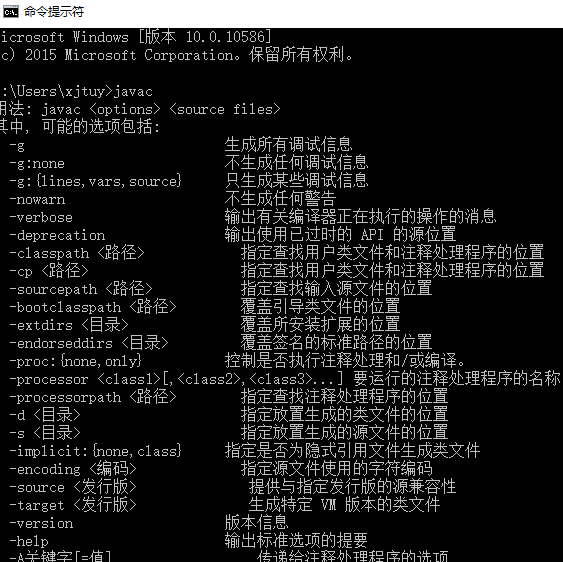 命令提示符
icrosoft Windows [版本 10.0.10586]
c) 2015 Microsoft Corporation。保留所有权利。
:\Users\xjtuy>javac
用法: javac <options> <source files>
其中, 可能的选项包括:
-g 生成所有调试信息
-g:none 不生成任何调试信息
-g:{lines,vars,source} 只生成某些调试信息
-nowarn 不生成任何警告
-verbose 输出有关编译器正在执行的操作的消息
-deprecation 输出使用已过时的 API 的源位置
-classpath <路径> 指定查找用户类文件和注释处理程序的位置
-cp <路径> 指定查找用户类文件和注释处理程序的位置
-sourcepath <路径> 指定查找输入源文件的位置
-bootclasspath <路径> 覆盖引导类文件的位置
-extdirs <目录> 覆盖所安装扩展的位置
-endorseddirs <目录> 覆盖签名的标准路径的位置
-proc:{none,only} 控制是否执行注释处理和/或编译。
-processor <class1>[,<class2>,<class3>...] 要运行的注释处理程序的名称
-processorpath <路径> 指定查找注释处理程序的位置
-d <目录> 指定放置生成的类文件的位置
-s <目录> 指定放置生成的源文件的位置
-implicit:{none,class} 指定是否为隐式引用文件生成类文件
-encoding <编码> 指定源文件使用的字符编码
-source <发行版> 提供与指定发行版的源兼容性
-target <发行版> 生成特定 VM 版本的类文件
-version 版本信息
-help 输出标准选项的提要
-A关键字[=值] 传递给注释处理程序的选项